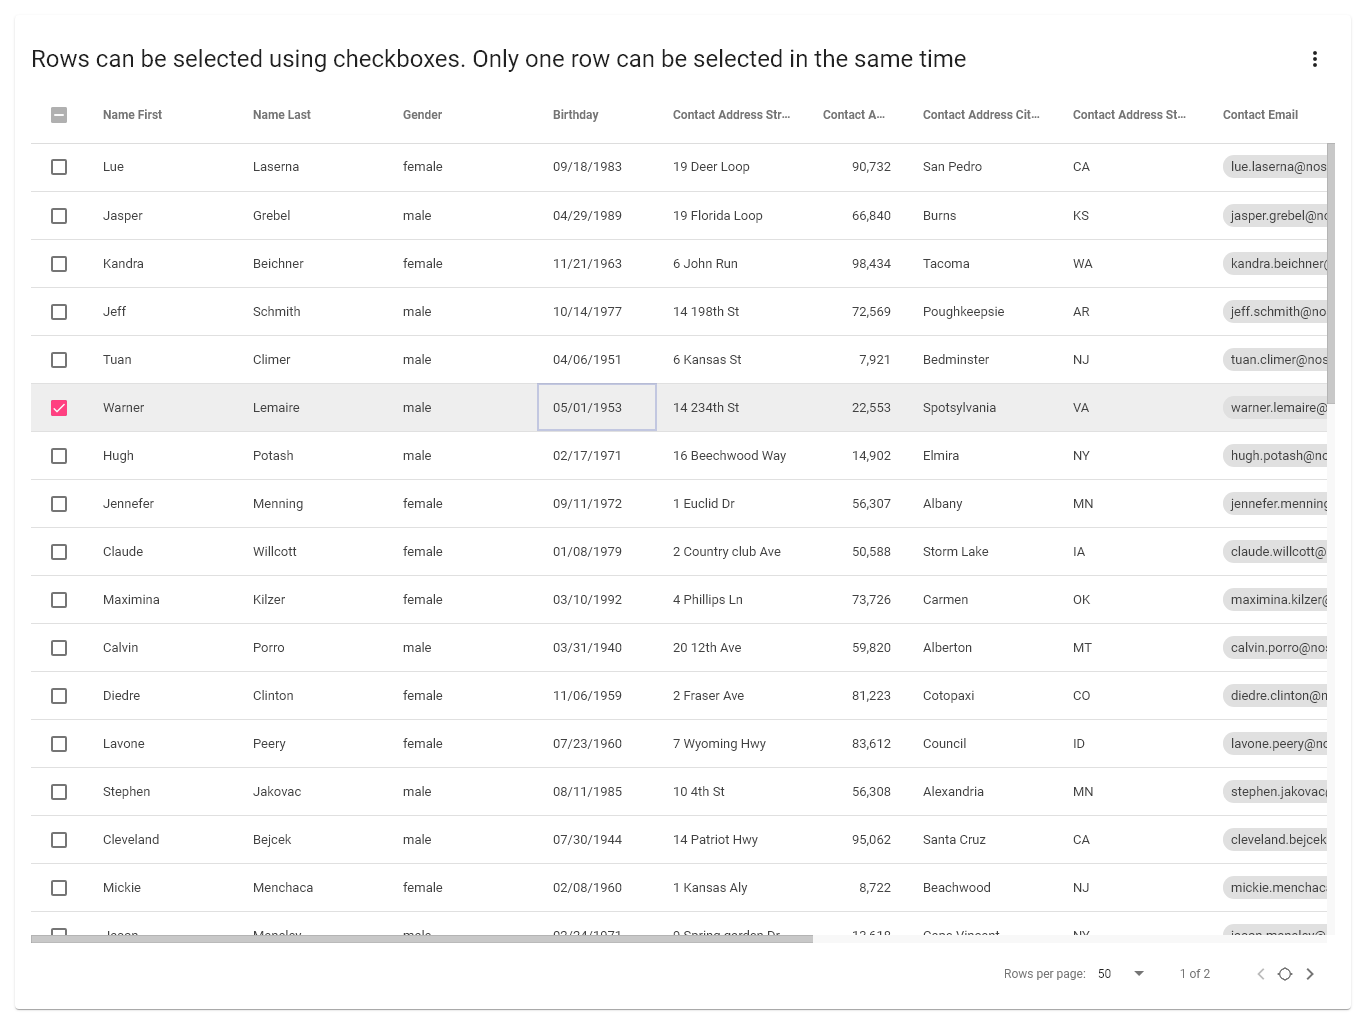 Rows can be selected using checkboxes. Only one row can be selected in the same time
Name First Name Last Gender Birthday Contact Address Str... Contact A... Contact Address Cit... Contact Address St... Contact Email
Lue Laserna female 09/18/1983 19 Deer Loop 90,732 San Pedro CA lue.laserna@nos
Jasper Grebel male 04/29/1989 19 Florida Loop 66,840 Burns KS jasper.grebel@no
Kandra Beichner female 11/21/1963 6 John Run 98,434 Tacoma WA kandra.beichner@
Jeff Schmith male 10/14/1977 14 198th St 72,569 Poughkeepsie AR jeff.schmith@no
Tuan Climer male 04/06/1951 6 Kansas St 7,921 Bedminster NJ tuan.climer@nos
Warner Lemaire male 05/01/1953 14 234th St 22,553 Spotsylvania VA warner.lemaire@
Hugh Potash male 02/17/1971 16 Beechwood Way 14,902 Elmira NY hugh.potash@no
Jennefer Menning female 09/11/1972 1 Euclid Dr 56,307 Albany MN jennefer.menning
Claude Willcott female 01/08/1979 2 Country club Ave 50,588 Storm Lake IA claude.willcott@
Maximina Kilzer female 03/10/1992 4 Phillips Ln 73,726 Carmen OK maximina.kilzer@
Calvin Porro male 03/31/1940 20 12th Ave 59,820 Alberton MT calvin.porro@nos
Diedre Clinton female 11/06/1959 2 Fraser Ave 81,223 Cotopaxi CO diedre.clinton@n
Lavone Peery female 07/23/1960 7 Wyoming Hwy 83,612 Council ID lavone.peery@no
Stephen Jakovac male 08/11/1985 10 4th St 56,308 Alexandria MN stephen.jakovac@
Cleveland Bejcek male 07/30/1944 14 Patriot Hwy 95,062 Santa Cruz CA cleveland.bejcek
Mickie Menchaca female 02/08/1960 1 Kansas Aly 8,722 Beachwood NJ mickie.menchac
Rows per page: 50 1 of 2